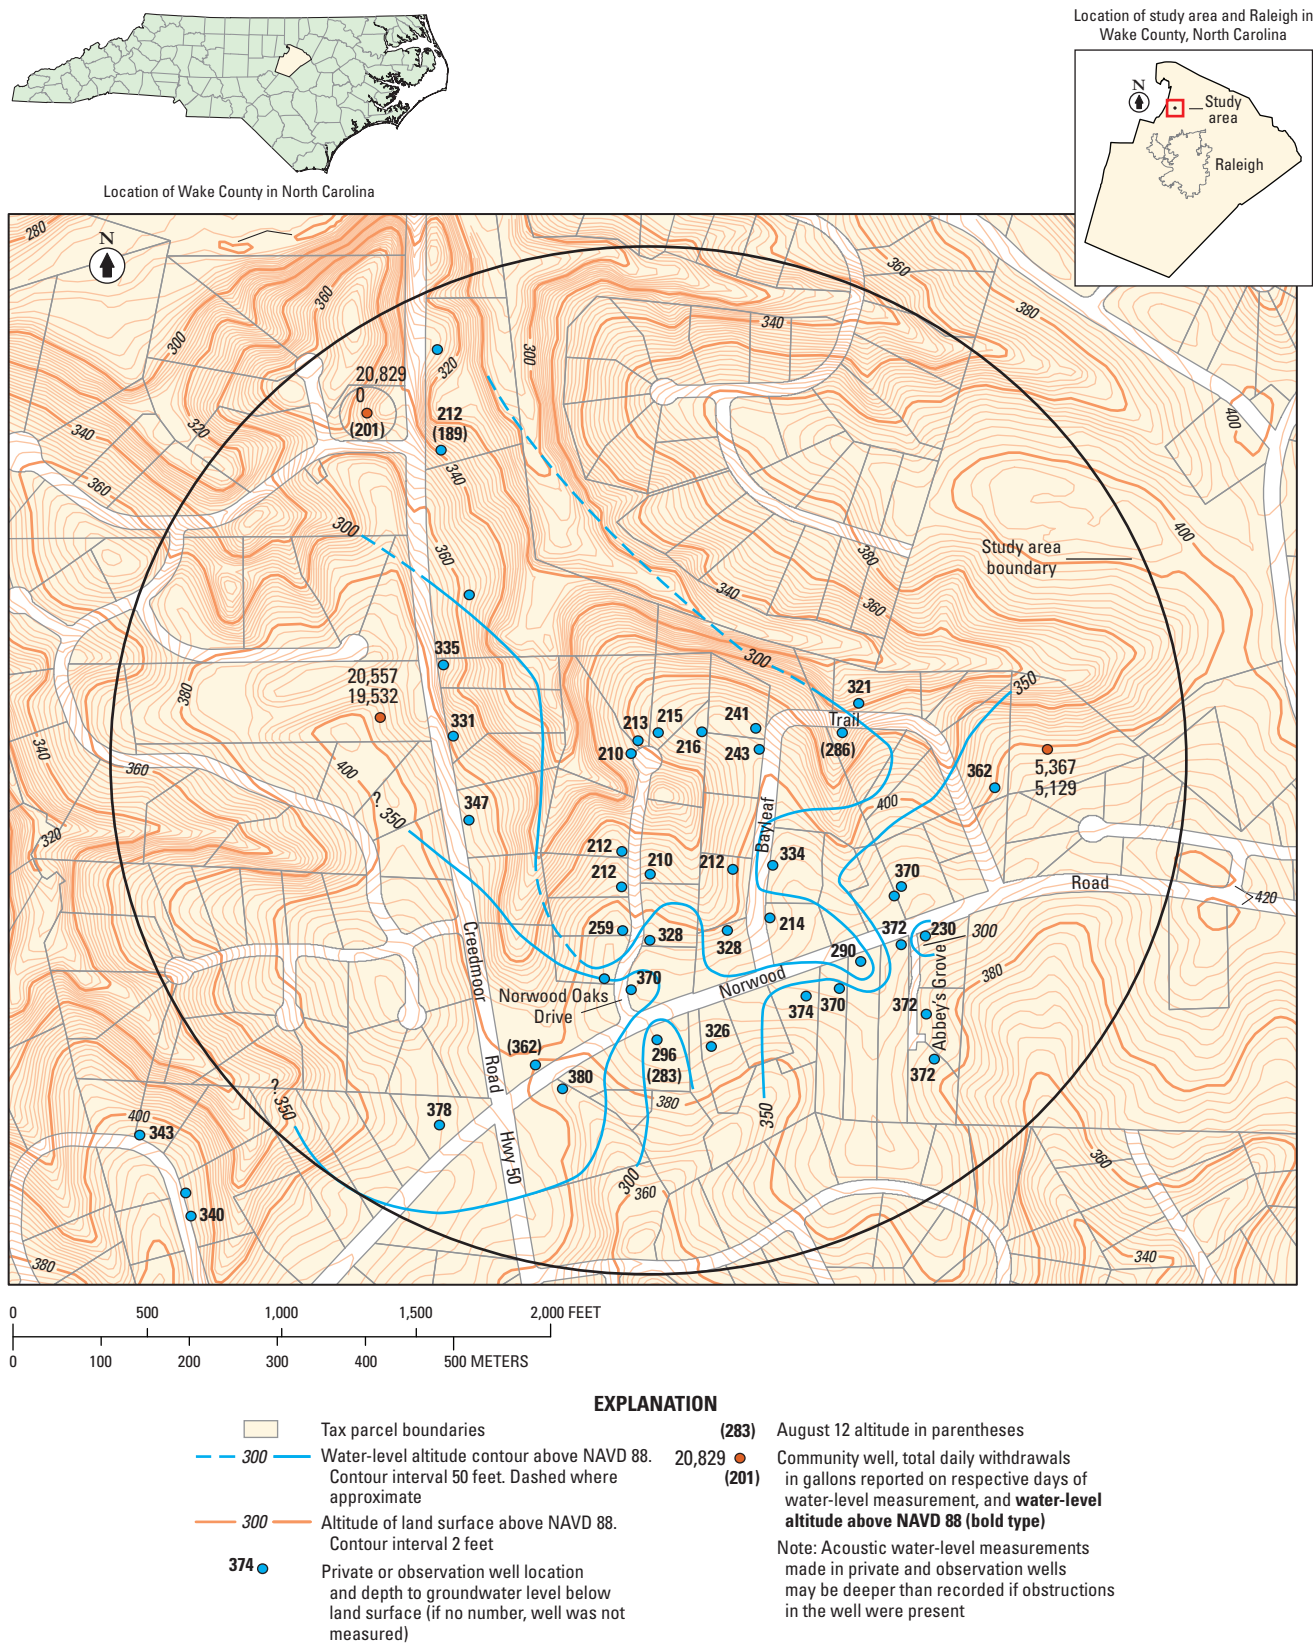 Location of study area and Raleigh in
Wake County, North Carolina
N
Study
area
Raleigh
Location of Wake County in North Carolina
N
280
360
300
320
340
360
380
340
300
320
360
400
20,829
0
(201)
212
(189)
320
340
340
360
300
360
380
360
340
400
Study area
boundary
300
335
331
347
20,557
19,532
380
340
360
320
400
?
350
321
Trail
(286)
350
241
215
213
216
210
243
362
5,367
5,129
400
Bayleaf
334
212
210
212
212
370
Road
420
259
328
328
214
372
230
300
290
380
Creedmoor
Road
Hwy 50
370
Norwood
Norwood Oaks
Drive
374
370
372
Abbey's Grove
372
(362)
296
(283)
326
380
380
350
? 350
378
400
343
340
300
360
360
340
380
0
500
1,000
1,500
2,000 FEET
0
100
200
300
400
500 METERS
EXPLANATION
Tax parcel boundaries
300
Water-level altitude contour above NAVD 88.
Contour interval 50 feet. Dashed where
approximate
300
Altitude of land surface above NAVD 88.
Contour interval 2 feet
374
Private or observation well location
and depth to groundwater level below
land surface (if no number, well was not
measured)
(283)
August 12 altitude in parentheses
20,829
(201)
Community well, total daily withdrawals
in gallons reported on respective days of
water-level measurement, and water-level
altitude above NAVD 88 (bold type)
Note: Acoustic water-level measurements
made in private and observation wells
may be deeper than recorded if obstructions
in the well were present